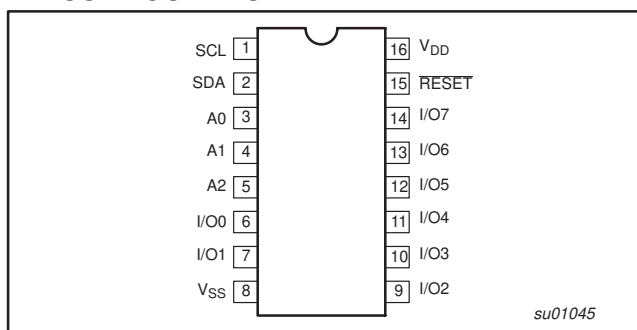 SCL 1 16 VDD
SDA 2 15 RESET
A0 3 14 I/O7
A1 4 13 I/O6
A2 5 12 I/O5
I/O0 6 11 I/O4
I/O1 7 10 I/O3
VSS 8 9 I/O2
su01045